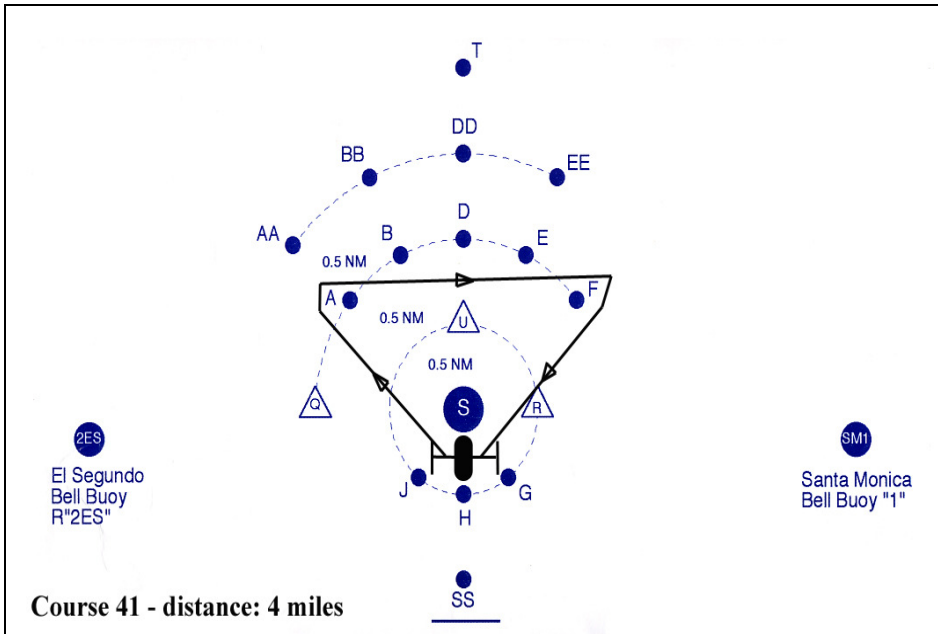 T
DD
BB
EE
AA
D
B
E
0.5 NM
A
F
0.5 NM
U
0.5 NM
Q
S
R
2ES
SM1
El Segundo
Bell Buoy
R"2ES"
Santa Monica
Bell Buoy "1"
J
G
H
SS
Course 41 - distance: 4 miles